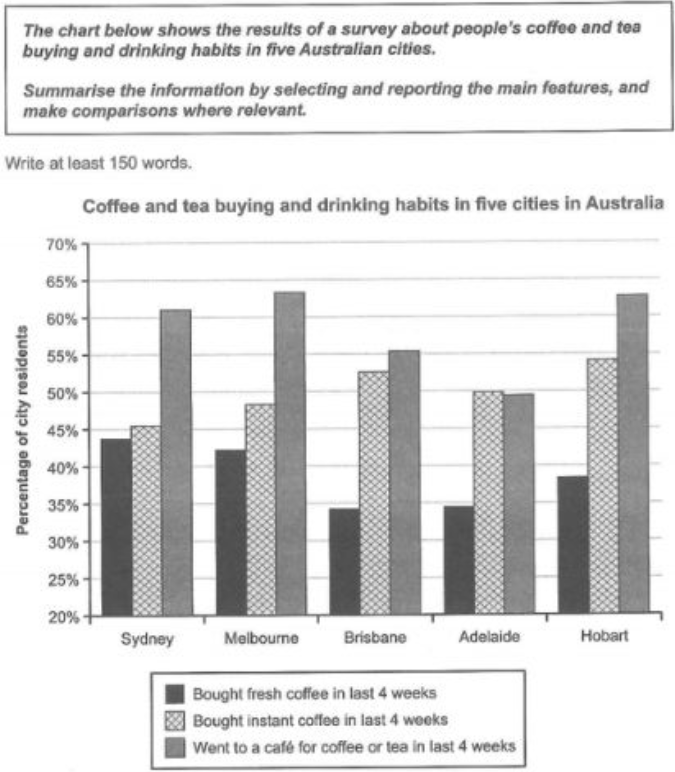 The chart below shows the results of a survey about people's coffee and tea
buying and drinking habits in five Australian cities.
Summarise the information by selecting and reporting the main features, and
make comparisons where relevant.
Write at least 150 words.
Coffee and tea buying and drinking habits in five cities in Australia
70%
65%
60%
55%
50%
45%
40%
35%
30%
25%
20%
Percentage of city residents
Sydney
Melbourne
Brisbane
Adelaide
Hobart
Bought fresh coffee in last 4 weeks
Bought instant coffee in last 4 weeks
Went to a café for coffee or tea in last 4 weeks